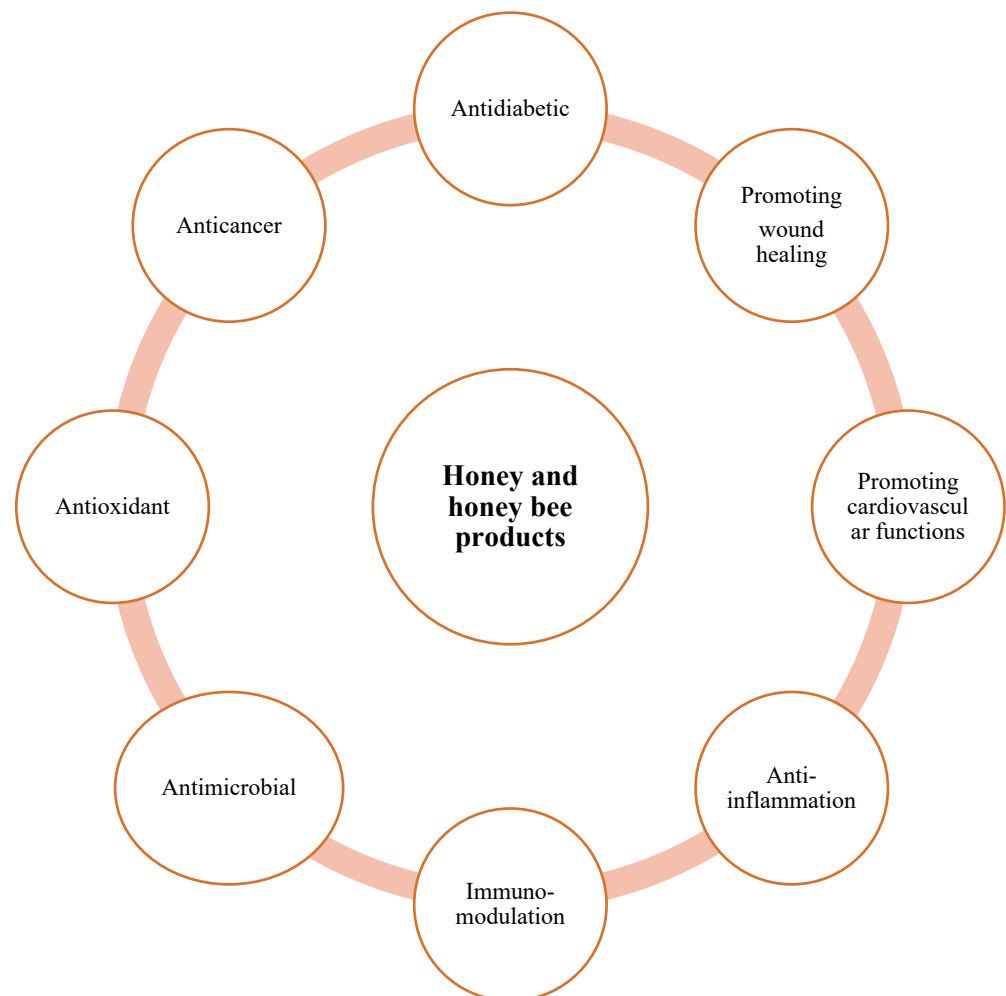 Antidiabetic
Promoting
wound
healing
Promoting
cardiovascul
ar functions
Anti-
inflammation
Immuno-
modulation
Antimicrobial
Antioxidant
Anticancer
Honey and
honey bee
products